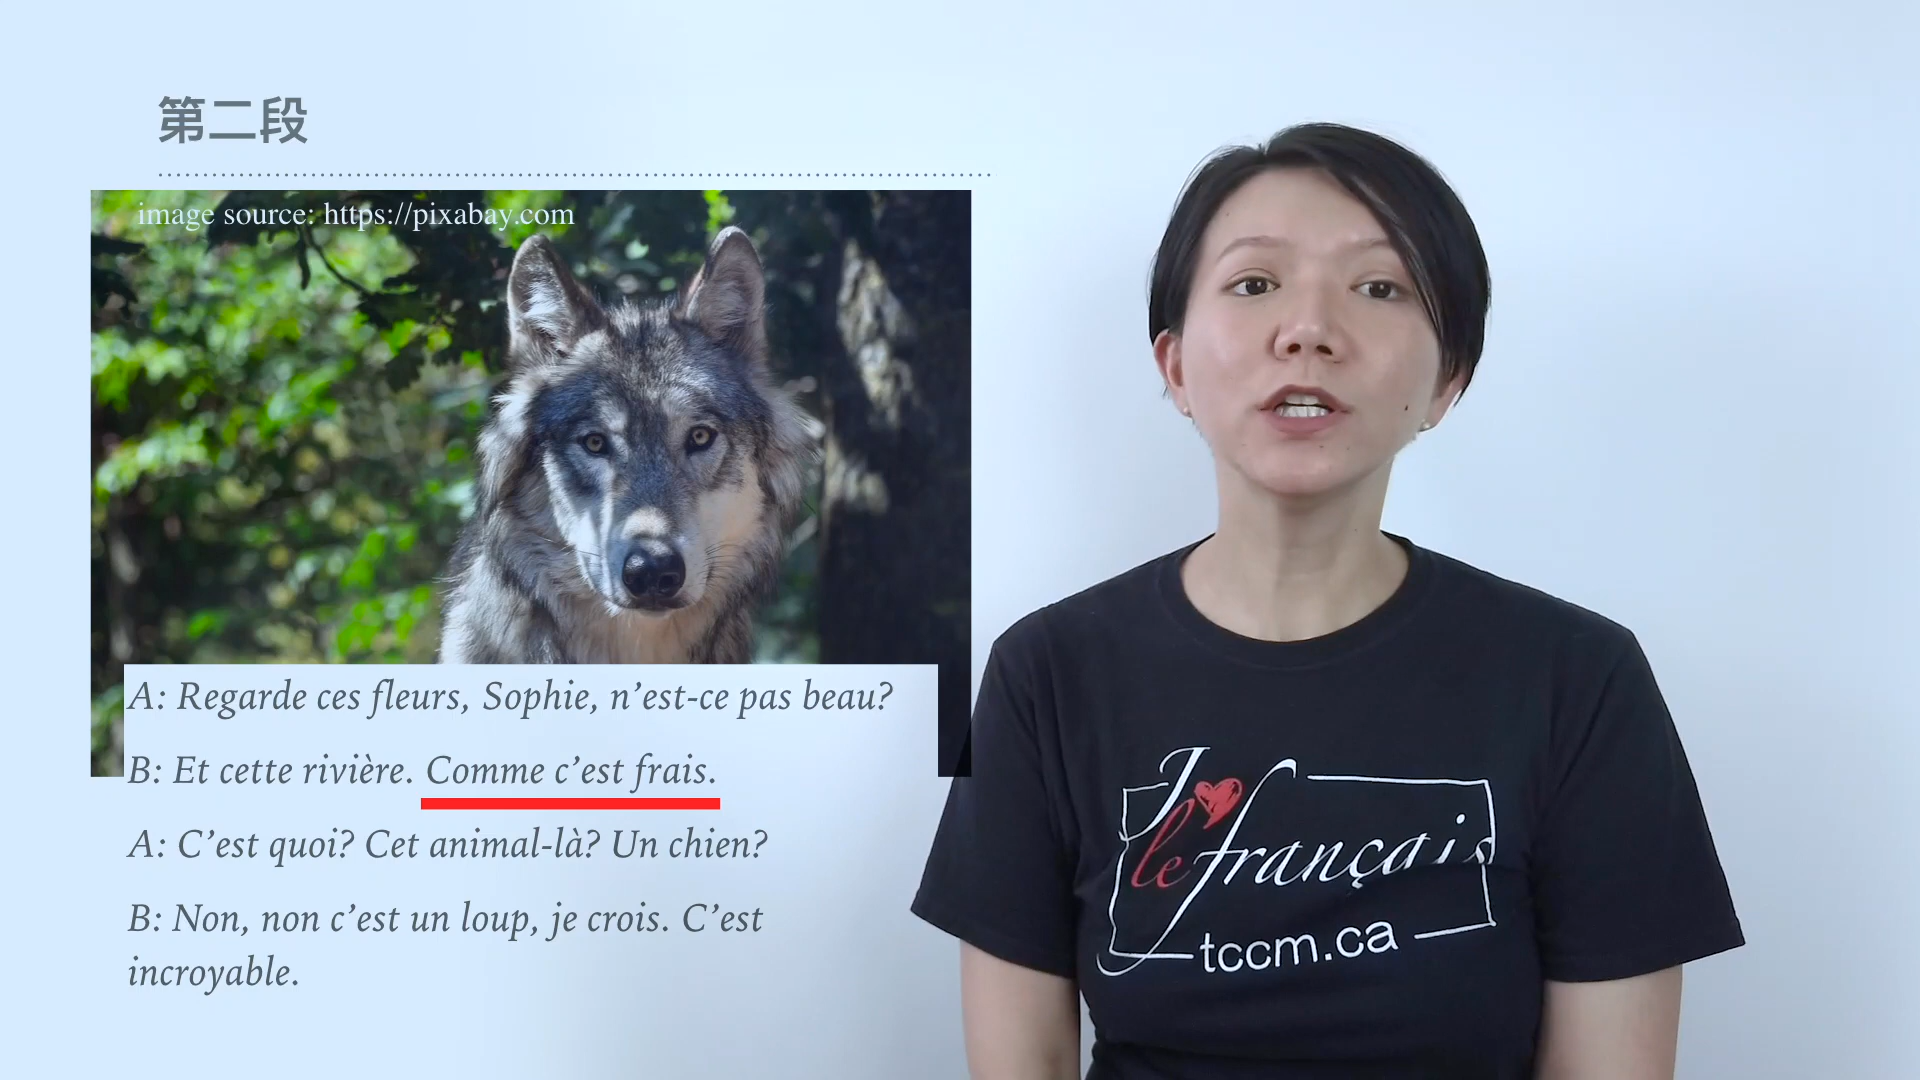 第二段
image source: https://pixabay.com
A: Regarde ces fleurs, Sophie, n’est-ce pas beau?
B: Et cette rivière. Comme c’est frais.
A: C’est quoi? Cet animal-là? Un chien?
B: Non, non c’est un loup, je crois. C’est
incroyable.
J
le français
tccm.ca